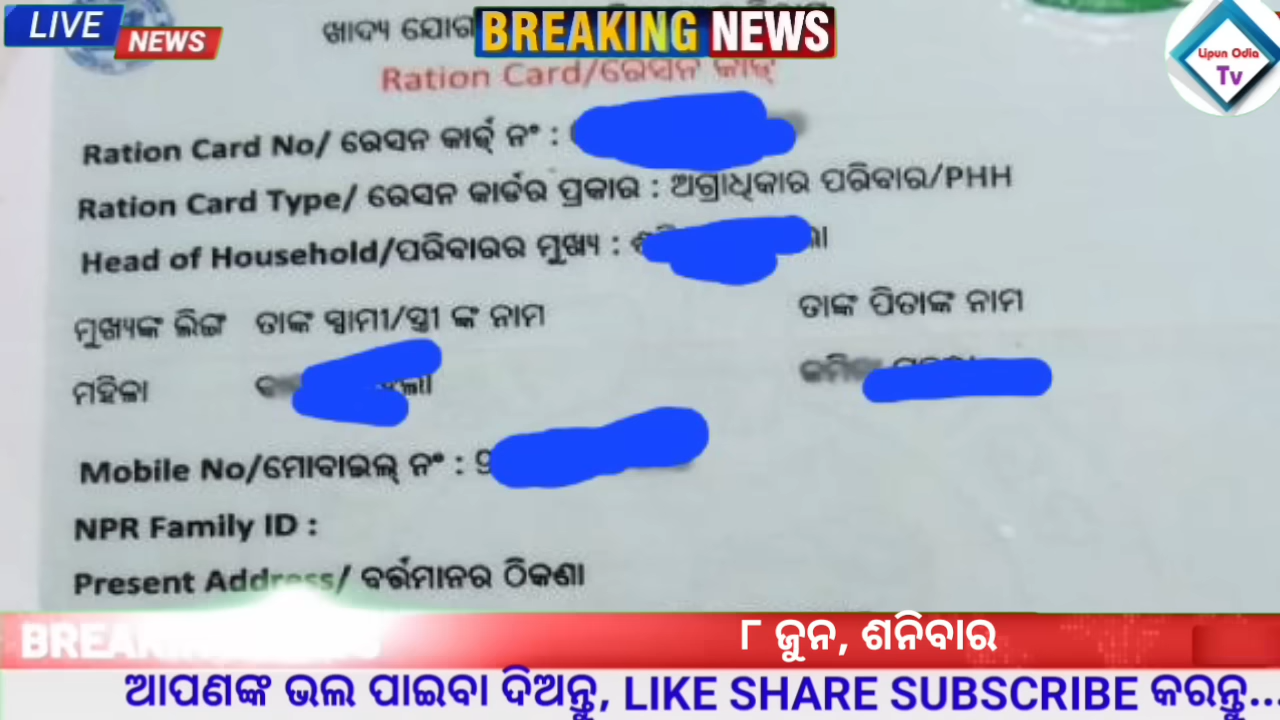 LIVE NEWS
BREAKING NEWS
Lipun Odia
Tv
ଖାଦ୍ୟ
Ration Card/ରେସନ କାର୍ଡ୍
Ration Card No/ ରେସନ କାର୍ଡ୍ ନଂ :
Ration Card Type/ ରେସନ କାର୍ଡର ପ୍ରକାର : ଅଗ୍ରାଧିକାର ପରିବାର/PHH
Head of Household/ପରିବାରର ମୁଖ୍ୟ :
ମୁଖ୍ୟଙ୍କ ଲିଙ୍ଗ ତାଙ୍କ ସ୍ୱାମୀ/ସ୍ତ୍ରୀ ଙ୍କ ନାମ ତାଙ୍କ ପିତାଙ୍କ ନାମ
ମହିଳା
Mobile No/ମୋବାଇଲ୍ ନଂ : 9
NPR Family ID :
Present Address/ ବର୍ତ୍ତମାନର ଠିକଣା
୮ ଜୁନ, ଶନିବାର
ଆପଣଙ୍କ ଭଲ ପାଇବା ଦିଅନ୍ତୁ, LIKE SHARE SUBSCRIBE କରନ୍ତୁ...